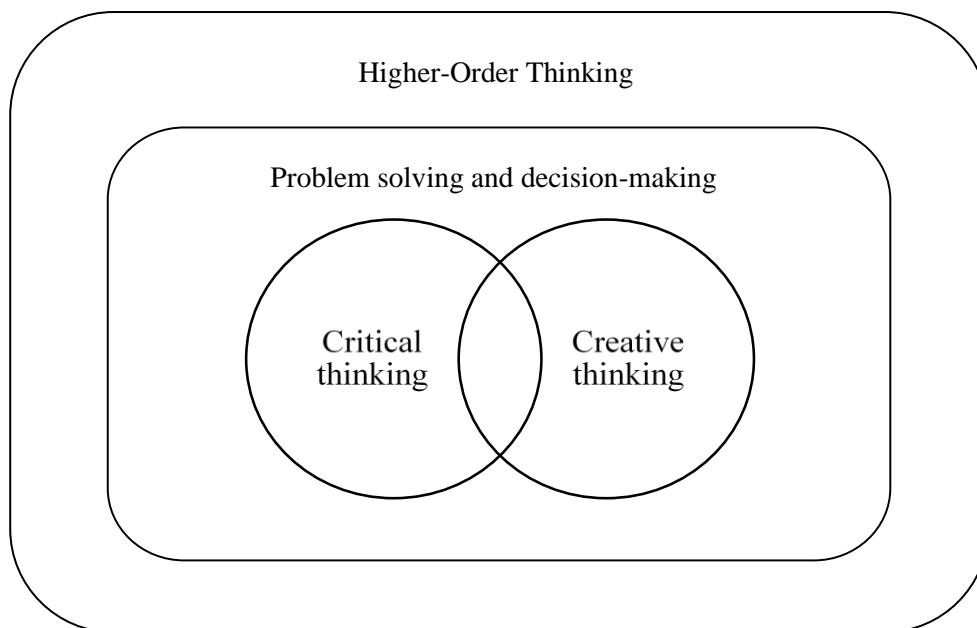 Higher-Order Thinking
Problem solving and decision-making
Critical
thinking
Creative
thinking